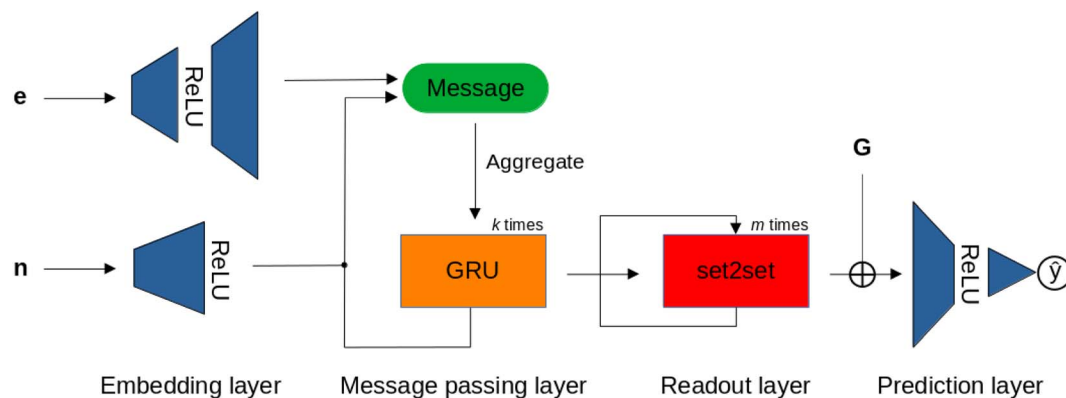 e
ReLU
Message
Aggregate
G
n
ReLU
k times
GRU
m times
set2set
ReLU
ŷ
Embedding layer
Message passing layer
Readout layer
Prediction layer